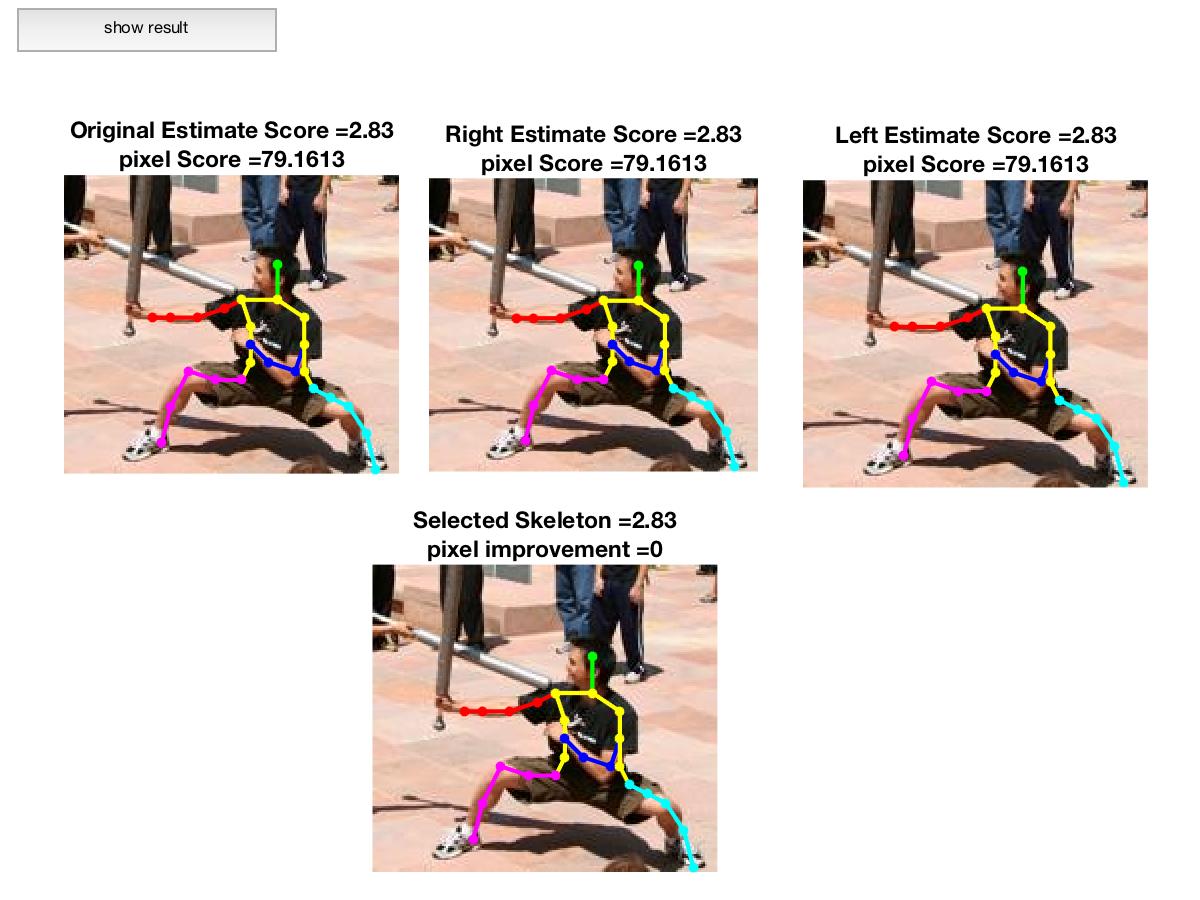 show result
Original Estimate Score =2.83
pixel Score =79.1613
Right Estimate Score =2.83
pixel Score =79.1613
Left Estimate Score =2.83
pixel Score =79.1613
Selected Skeleton =2.83
pixel improvement =0